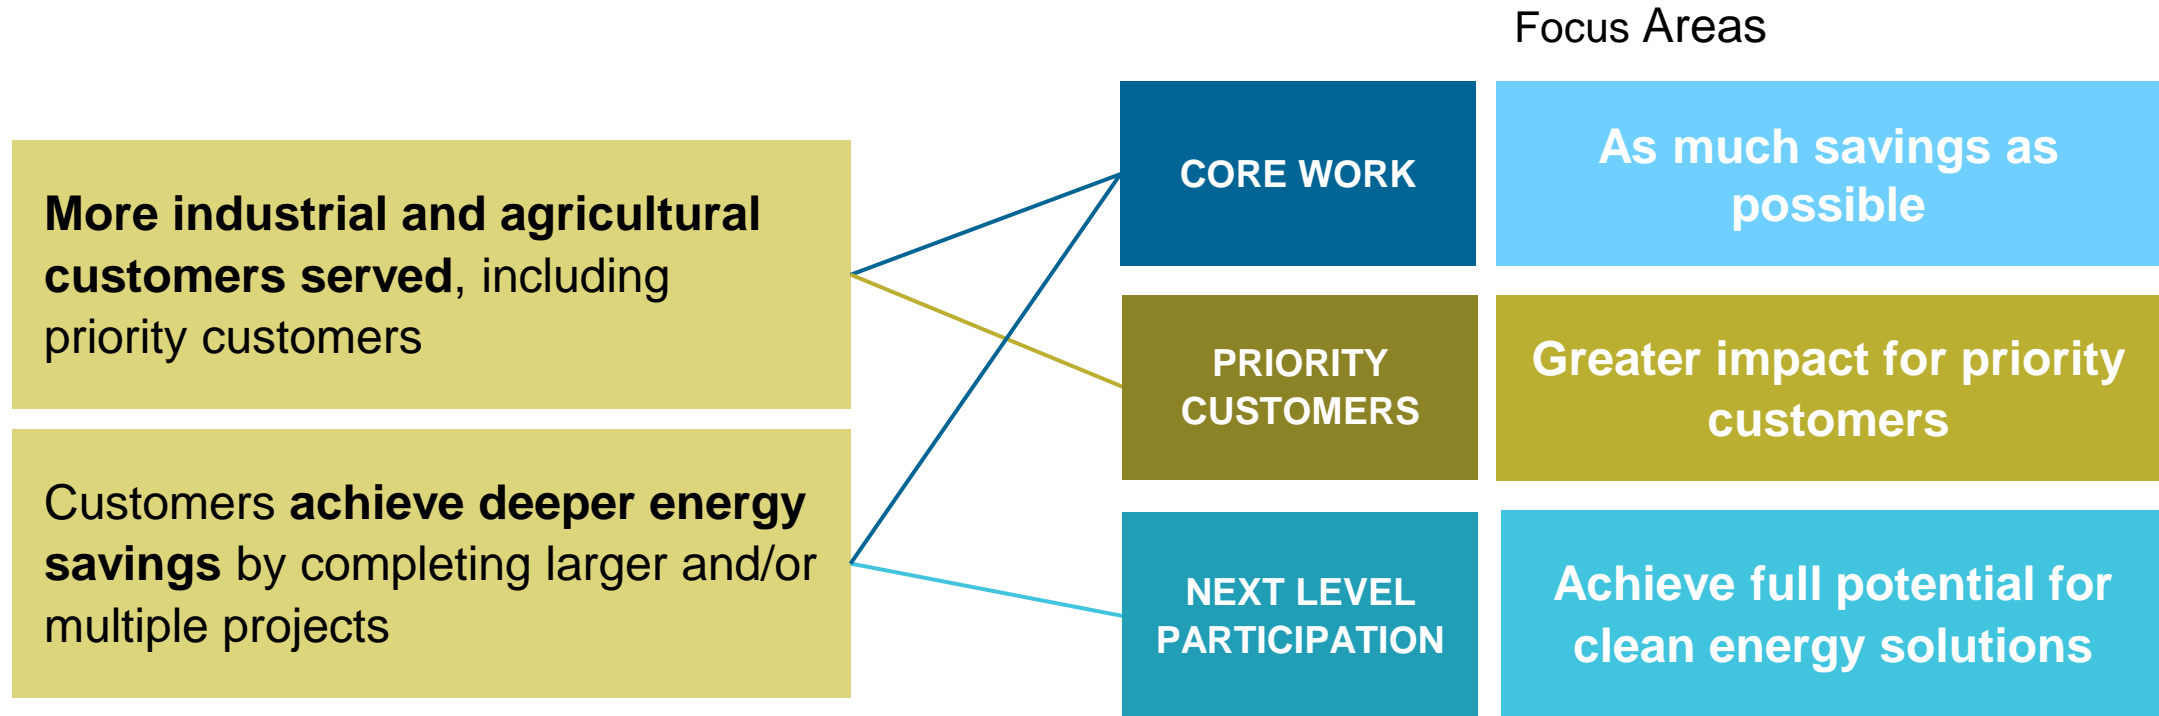 Focus Areas
More industrial and agricultural
customers served, including
priority customers
Customers achieve deeper energy
savings by completing larger and/or
multiple projects
CORE WORK
As much savings as
possible
PRIORITY
CUSTOMERS
Greater impact for priority
customers
NEXT LEVEL
PARTICIPATION
Achieve full potential for
clean energy solutions